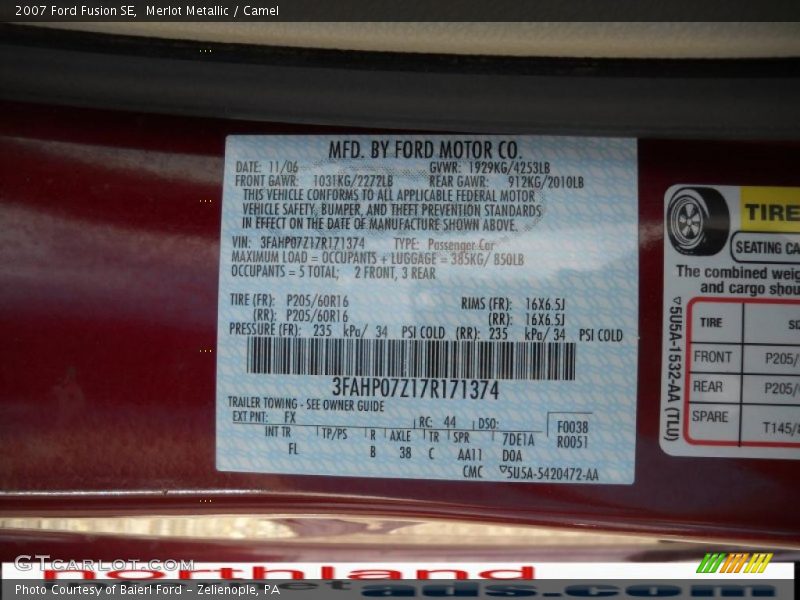 2007 Ford Fusion SE, Merlot Metallic / Camel
MFD. BY FORD MOTOR CO.
DATE: 11/06 GVWR: 1929KG/4253LB
FRONT GAWR: 1031KG/2272LB REAR GAWR: 912KG/2010LB
THIS VEHICLE CONFORMS TO ALL APPLICABLE FEDERAL MOTOR
VEHICLE SAFETY, BUMPER, AND THEFT PREVENTION STANDARDS
IN EFFECT ON THE DATE OF MANUFACTURE SHOWN ABOVE.
VIN: 3FAHP07Z17R171374 TYPE: Passenger Car
MAXIMUM LOAD = OCCUPANTS + LUGGAGE = 385KG/ 850LB
OCCUPANTS = 5 TOTAL; 2 FRONT, 3 REAR
TIRE (FR): P205/60R16 RIMS (FR): 16X6.5J
(RR): P205/60R16 (RR): 16X6.5J
PRESSURE (FR): 235 kPa/ 34 PSI COLD (RR): 235 kPa/ 34 PSI COLD
3FAHP07Z17R171374
TRAILER TOWING - SEE OWNER GUIDE
EXT PNT: FX RC: 44 DSO: F0038
INT TR TP/PS R AXLE TR SPR 7DE1A R0051
FL B 38 C AA11 D0A
CMC 5U5A-5420472-AA
TIRE
SEATING CA
The combined weig
and cargo shou
5U5A-1532-AA (TLU)
TIRE SIZ
FRONT P205/
REAR P205/
SPARE T145/8
GTCarLot.com
northland
ads.com
Photo Courtesy of Baierl Ford - Zelienople, PA